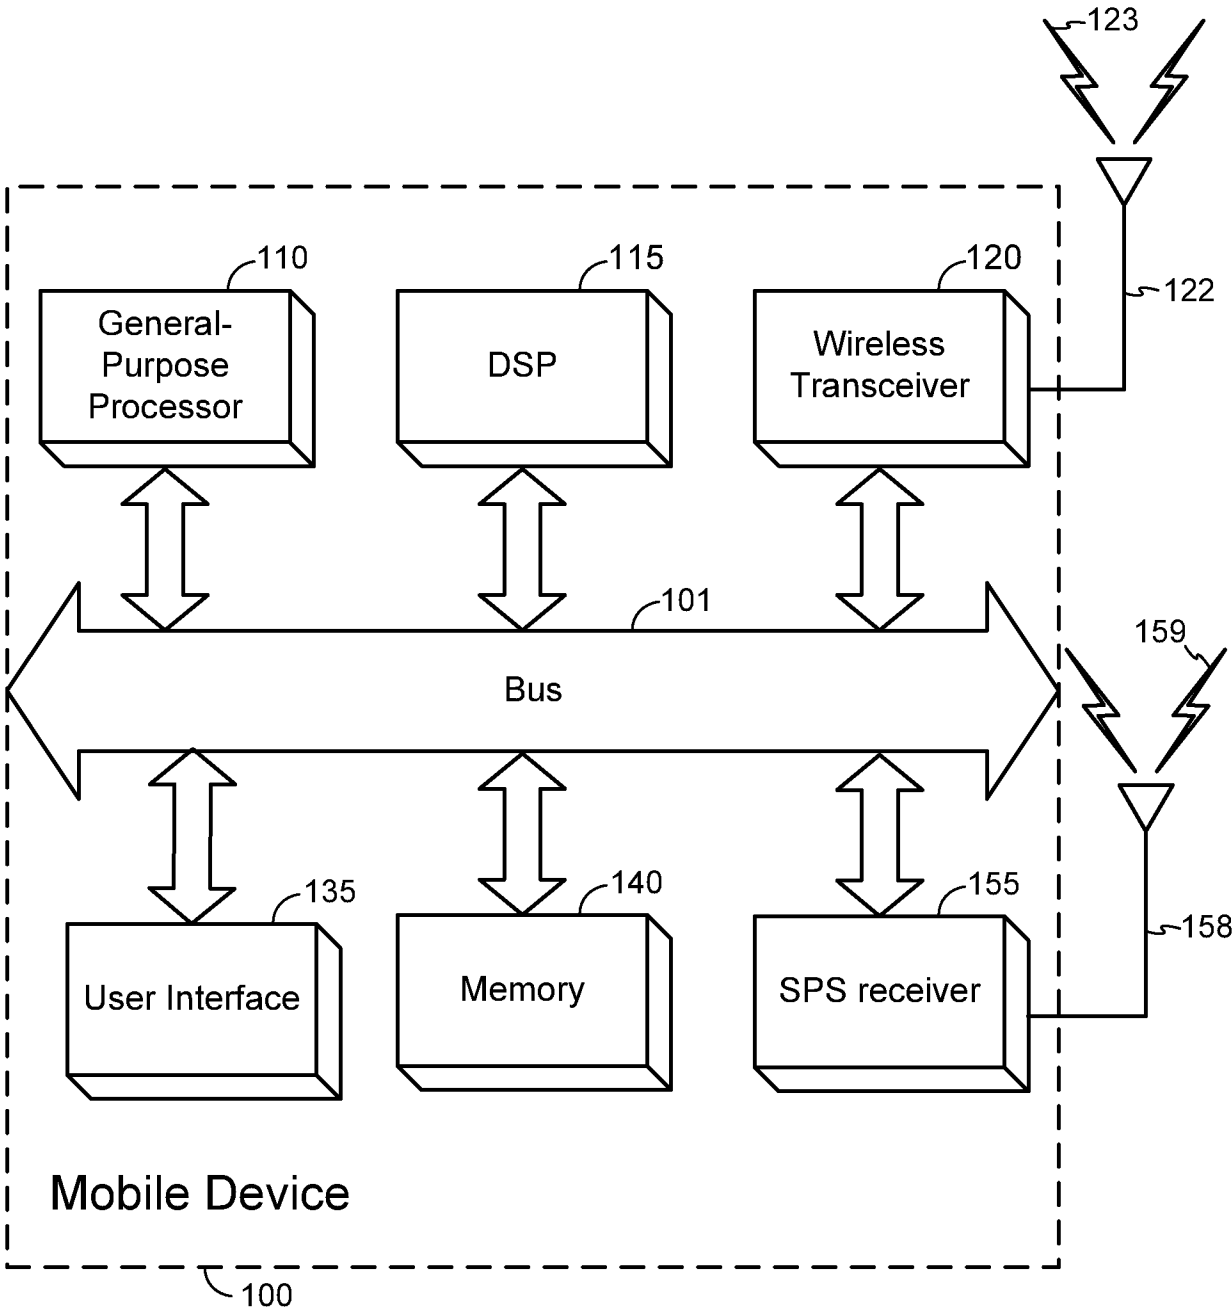 123
122
110
115
120
General-
Purpose
Processor
DSP
Wireless
Transceiver
101
Bus
159
158
135
140
155
User Interface
Memory
SPS receiver
Mobile Device
100